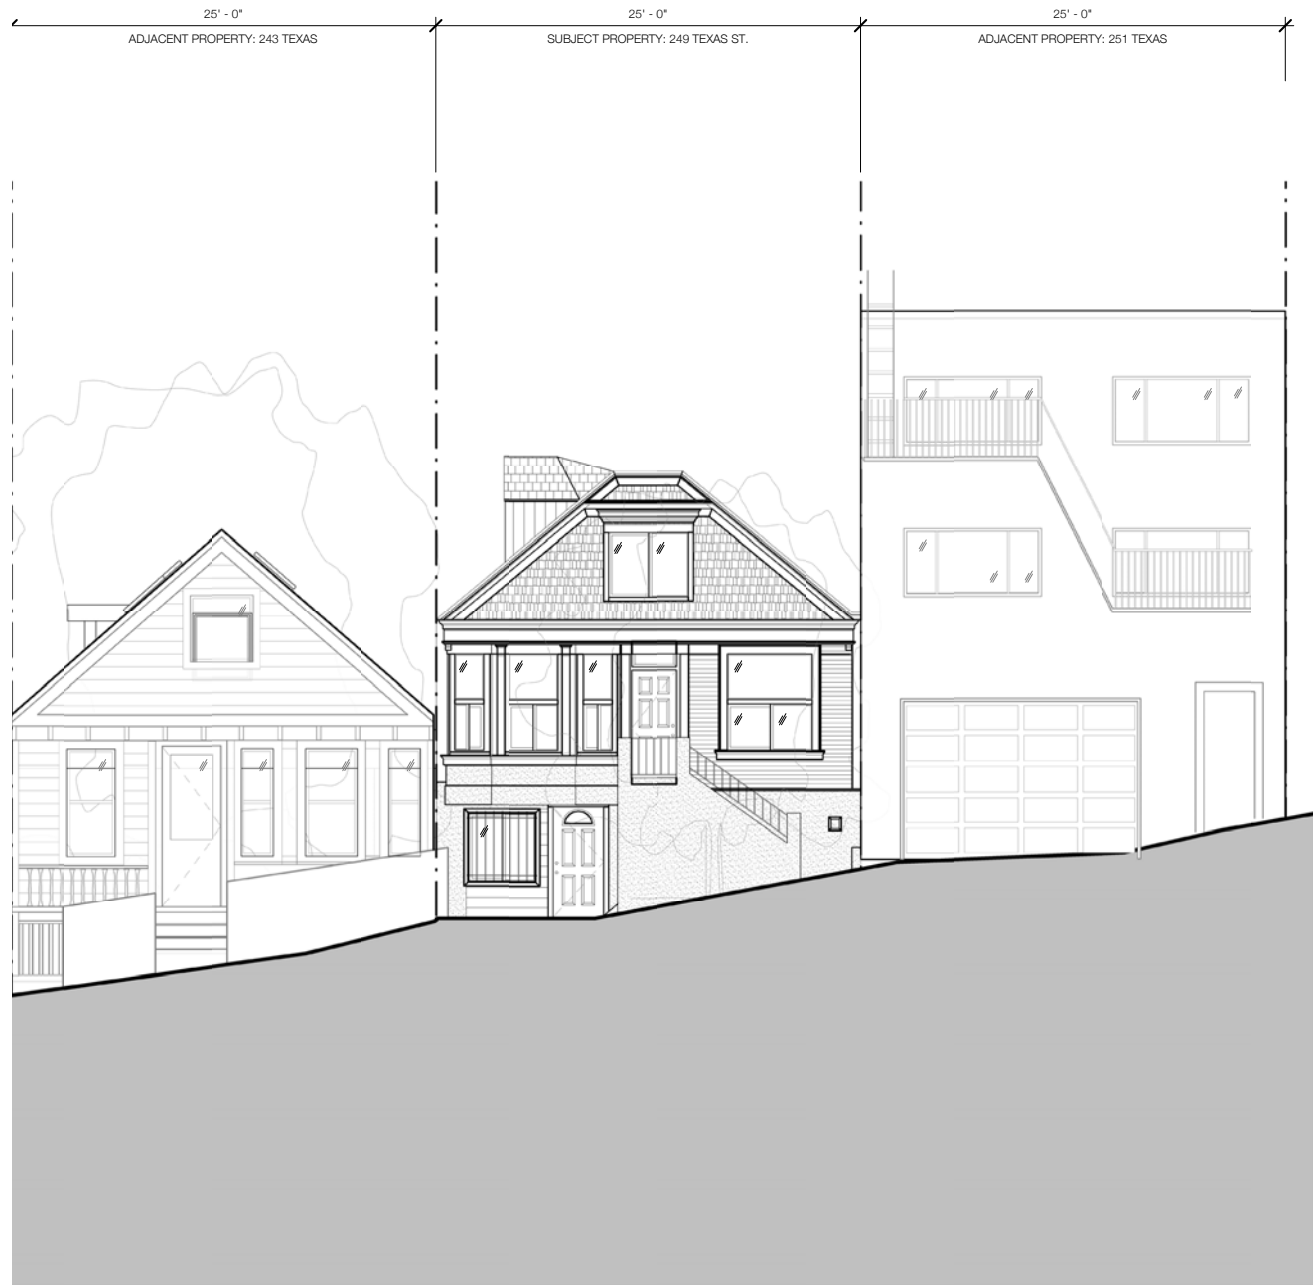 25' - 0"
25' - 0"
25' - 0"
ADJACENT PROPERTY: 243 TEXAS
SUBJECT PROPERTY: 249 TEXAS ST.
ADJACENT PROPERTY: 251 TEXAS